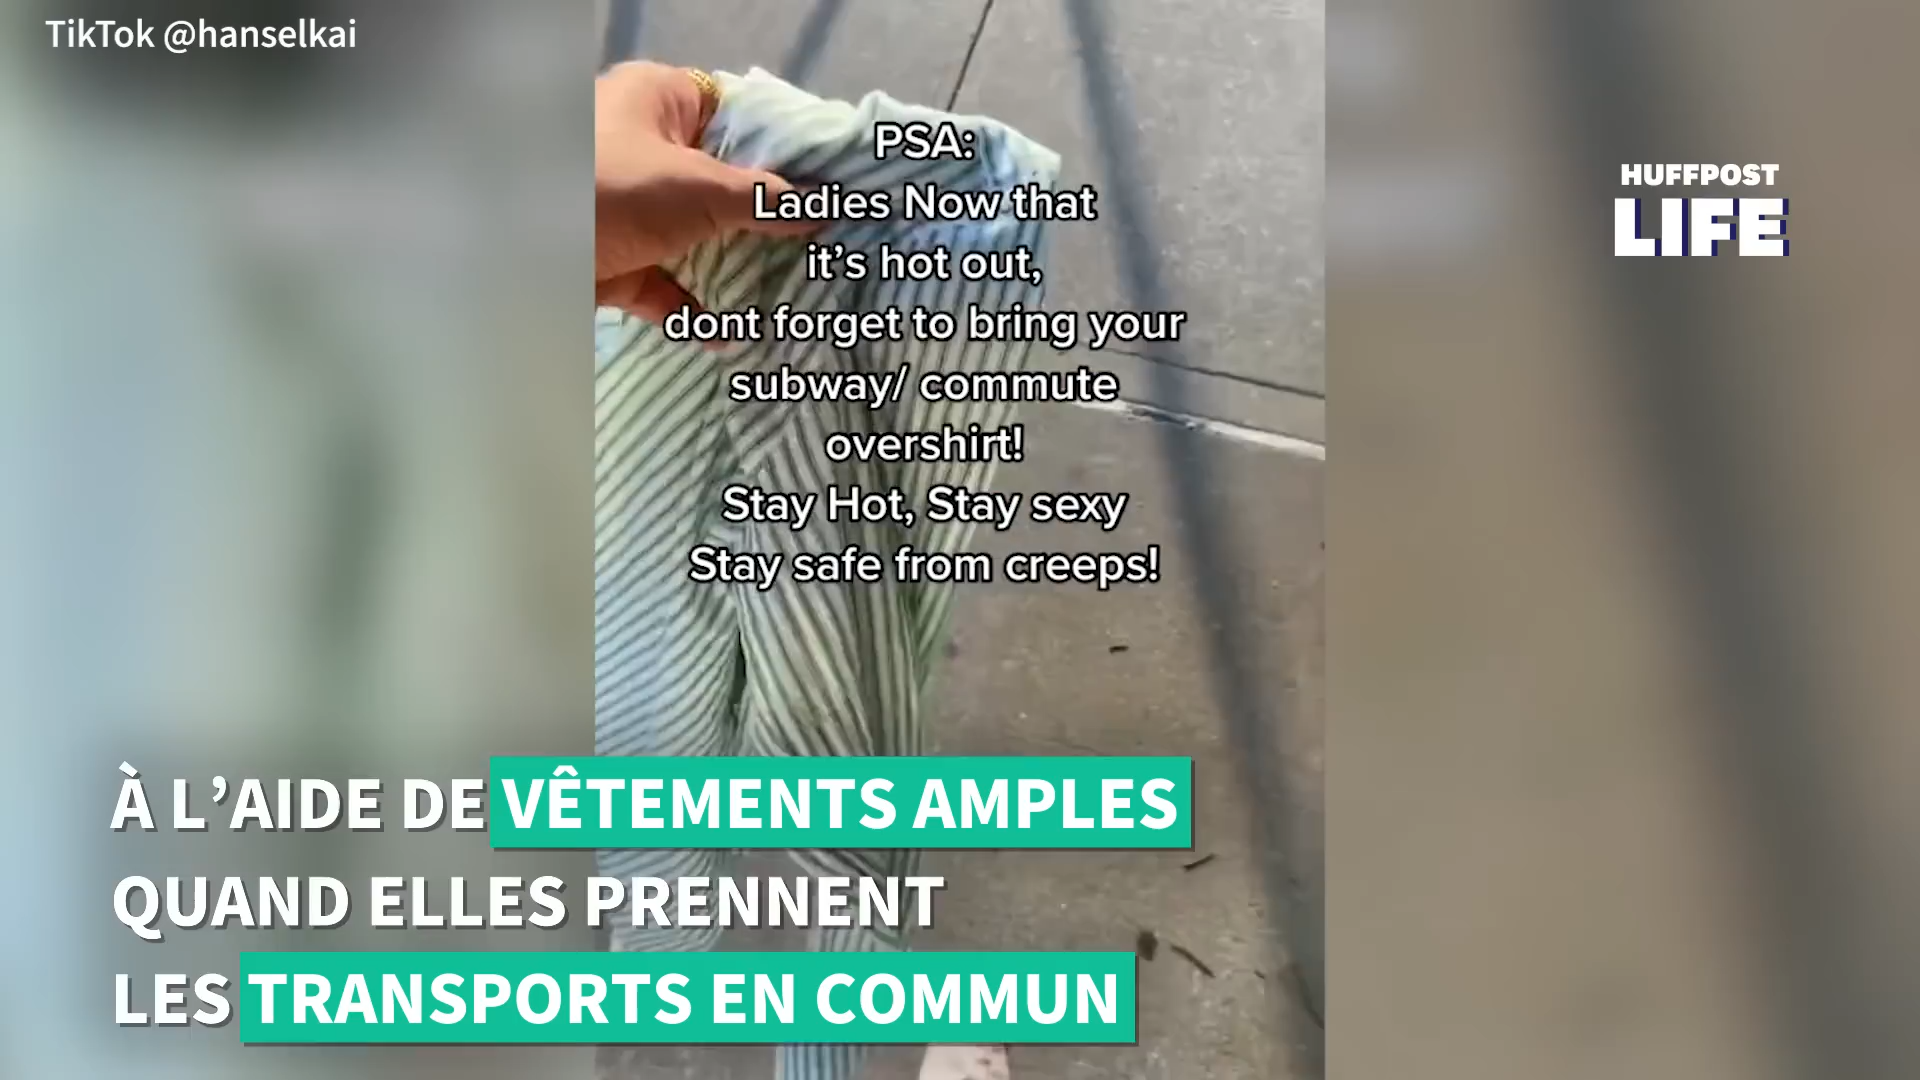 TikTok @hanselkai
PSA:
Ladies Now that
it’s hot out,
dont forget to bring your
subway/ commute
overshirt!
Stay Hot, Stay sexy
Stay safe from creeps!
HUFFPOST
LIFE
À L’AIDE DE VÊTEMENTS AMPLES
QUAND ELLES PRENNENT
LES TRANSPORTS EN COMMUN